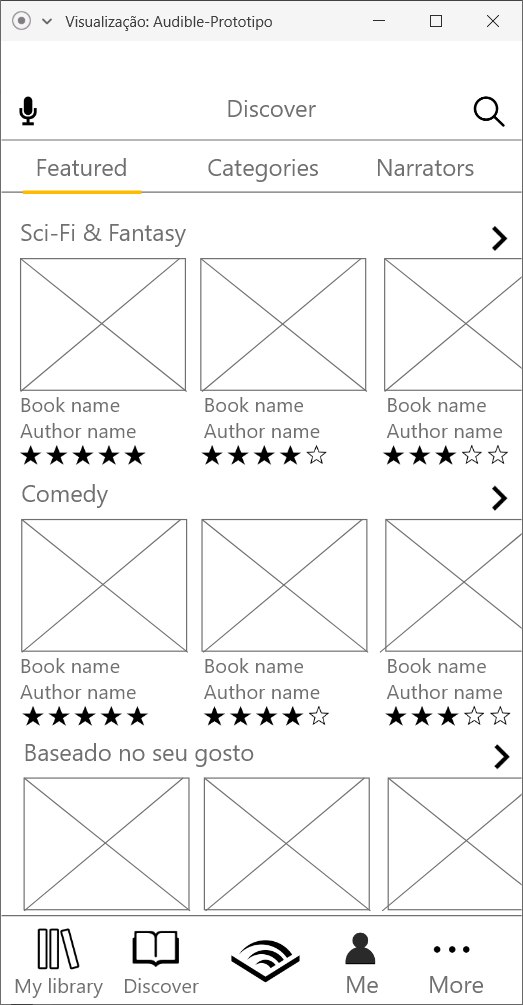 Visualização: Audible-Prototipo
Discover
Featured Categories Narrators
Sci-Fi & Fantasy
Book name Book name Book name
Author name Author name Author name
Comedy
Book name Book name Book name
Author name Author name Author name
Baseado no seu gosto
My library Discover Me More